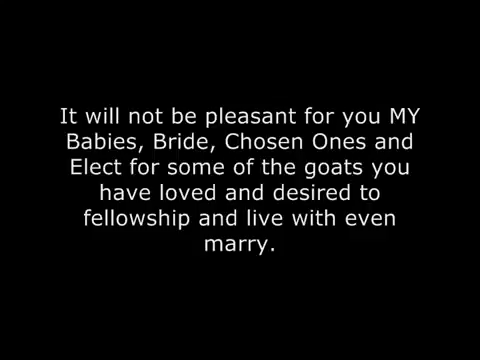 It will not be pleasant for you MY
Babies, Bride, Chosen Ones and
Elect for some of the goats you
have loved and desired to
fellowship and live with even
marry.